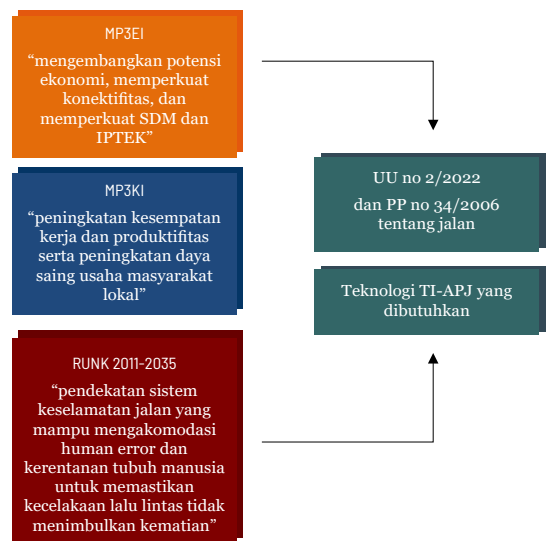 MP3EI
“mengembangkan potensi
ekonomi, memperkuat
konektifitas, dan
memperkuat SDM dan
IPTEK”
MP3KI
“peningkatan kesempatan
kerja dan produktifitas
serta peningkatan daya
saing usaha masyarakat
lokal”
RUNK 2011-2035
“pendekatan sistem
keselamatan jalan yang
mampu mengakomodasi
human error dan
kerentanan tubuh manusia
untuk memastikan
kecelakaan lalu lintas tidak
menimbulkan kematian”
UU no 2/2022
dan PP no 34/2006
tentang jalan
Teknologi TI-APJ yang
dibutuhkan